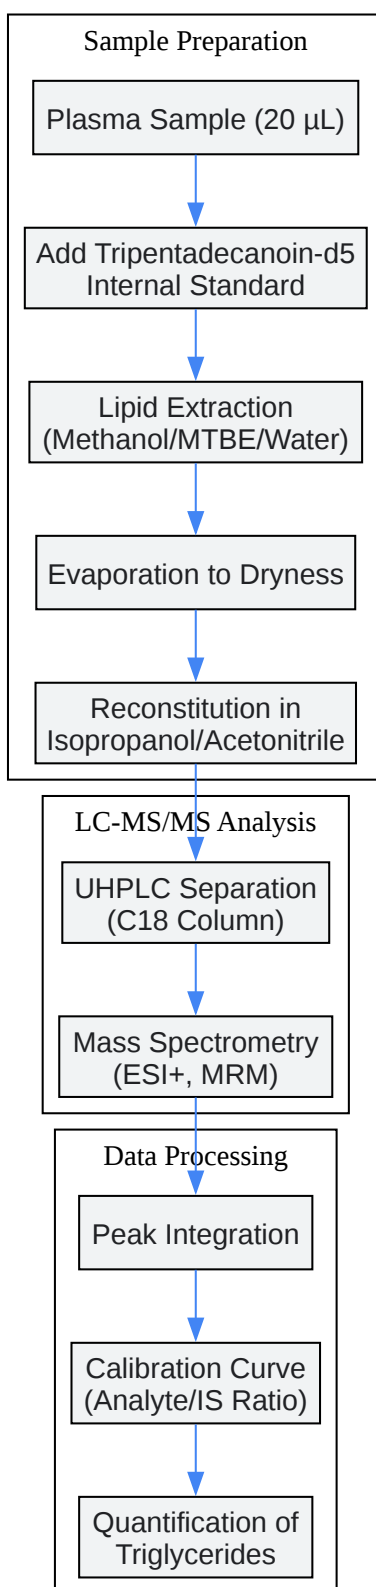 Sample Preparation
Plasma Sample (20 µL)
Add Tripentadecanoin-d5
Internal Standard
Lipid Extraction
(Methanol/MTBE/Water)
Evaporation to Dryness
Reconstitution in
Isopropanol/Acetonitrile
LC-MS/MS Analysis
UHPLC Separation
(C18 Column)
Mass Spectrometry
(ESI+, MRM)
Data Processing
Peak Integration
Calibration Curve
(Analyte/IS Ratio)
Quantification of
Triglycerides